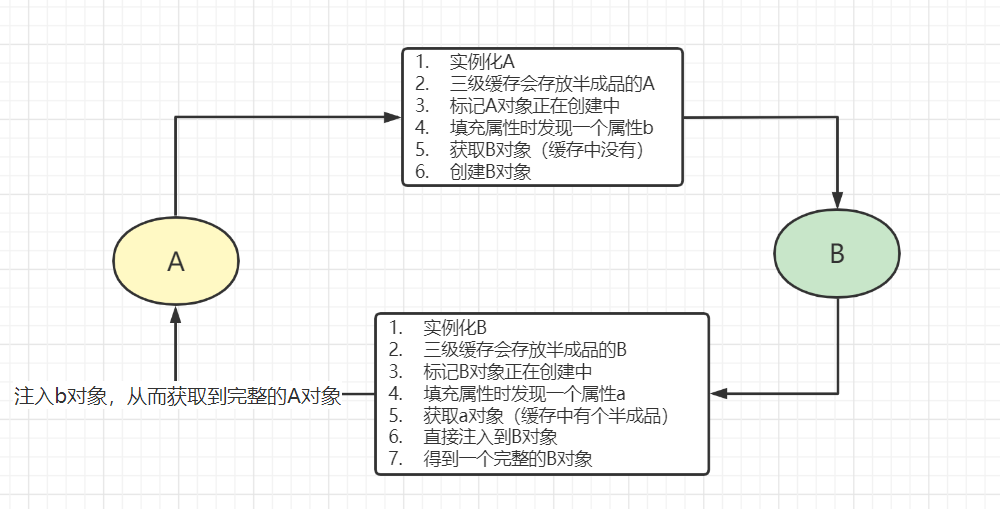 1. 实例化A
2. 三级缓存会存放半成品的A
3. 标记A对象正在创建中
4. 填充属性时发现一个属性b
5. 获取B对象（缓存中没有）
6. 创建B对象
A
B
1. 实例化B
2. 三级缓存会存放半成品的B
3. 标记B对象正在创建中
4. 填充属性时发现一个属性a
5. 获取a对象（缓存中有个半成品）
6. 直接注入到B对象
7. 得到一个完整的B对象
注入b对象，从而获取到完整的A对象